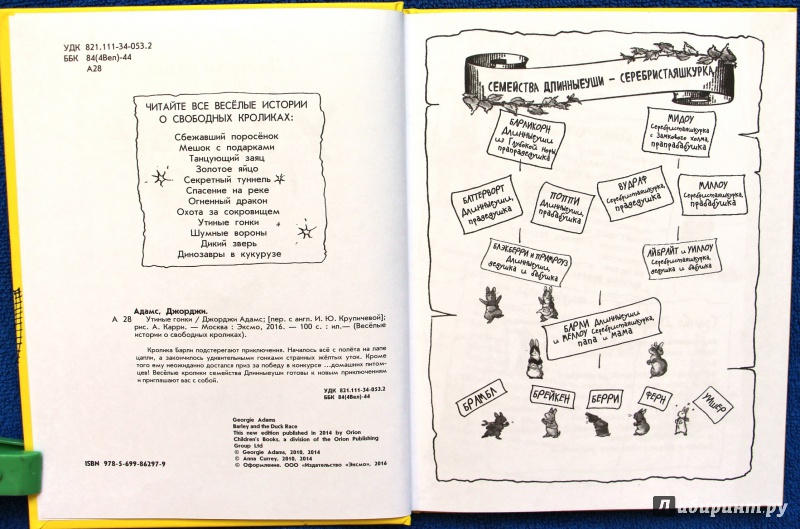 УДК 821.111-34-053.2
ББК 84(4Вел)-44
А28
ЧИТАЙТЕ ВСЕ ВЕСЁЛЫЕ ИСТОРИИ
О СВОБОДНЫХ КРОЛИКАХ:
Сбежавший поросёнок
Мешок с подарками
Танцующий заяц
Золотое яйцо
Секретный туннель
Спасение на реке
Огненный дракон
Охота за сокровищем
Утиные гонки
Шумные вороны
Дикий зверь
Динозавры в кукурузе
Адамс, Джорджи.
А 28 Утиные гонки / Джорджи Адамс; [пер. с англ. И. Ю. Крупичевой];
рис. А. Карри. — Москва : Эксмо, 2016. — 100 с. : ил.— (Весёлые
истории о свободных кроликах).
Кролика Барли подстерегают приключения. Началось всё с полёта на лапе
цапли, а закончилось удивительными гонками странных жёлтых уток. Кроме
того ему неожиданно достался приз за победу в конкурсе ...домашних питом-
цев! Весёлые кролики семейства Длинныеуши готовы к новым приключениям
и приглашают вас с собой.
УДК 821.111-34-053.2
ББК 84(4Вел)-44
Georgie Adams
Barley and the Duck Race
This new edition published in 2014 by Orion
Children's Books, a division of the Orion Publishing
Group Ltd
© Georgie Adams, 2010, 2014
© Anna Currey, 2010, 2014
ISBN 978-5-699-86297-9
© Оформление. ООО «Издательство «Эксмо», 2016
СЕМЕЙСТВА ДЛИННЫЕУШИ – СЕРЕБРИСТАЯШКУРКА
БАРЛИКОРН
Длинныеуши
из Глубокой норы,
прапрадедушка
МИДОУ
Серебристаяшкурка
с Замкового холма,
прапрабабушка
БАТТЕРВОРТ
Длинныеуши,
прадедушка
ПОППИ
Длинныеуши,
прабабушка
ВУДРАФ
Серебристаяшкурка,
прадедушка
МЭЛЛОУ
Серебристаяшкурка,
прабабушка
БЛЭКБЕРРИ И ПРИМРОУЗ
Длинныеуши,
дедушка и бабушка
АЙБРАЙТ И УИЛЛОУ
Серебристаяшкурка,
дедушка и бабушка
БАРЛИ Длинныеуши
и МЕЛЛОУ Серебристаяшкурка,
папа и мама
БРАМБЛ
БРЕЙКЕН
БЕРРИ
ФЕРН
УИСПЕР
Лабиринт.ру